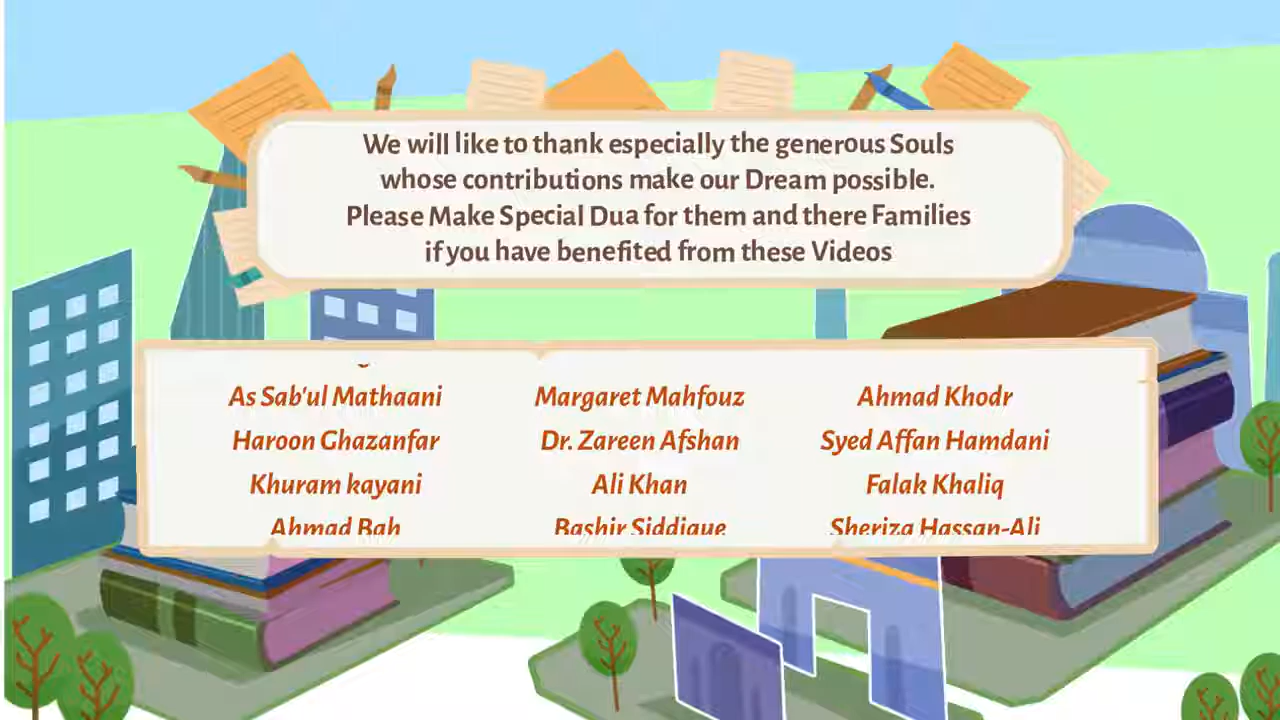 We will like to thank especially the generous Souls
whose contributions make our Dream possible.
Please Make Special Dua for them and there Families
if you have benefited from these Videos
As Sab'ul Mathaani Margaret Mahfouz Ahmad Khodr
Haroon Ghazanfar Dr. Zareen Afshan Syed Affan Hamdani
Khuram kayani Ali Khan Falak Khaliq
Ahmad Bah Bashir Siddique Sheriza Hassan-Ali